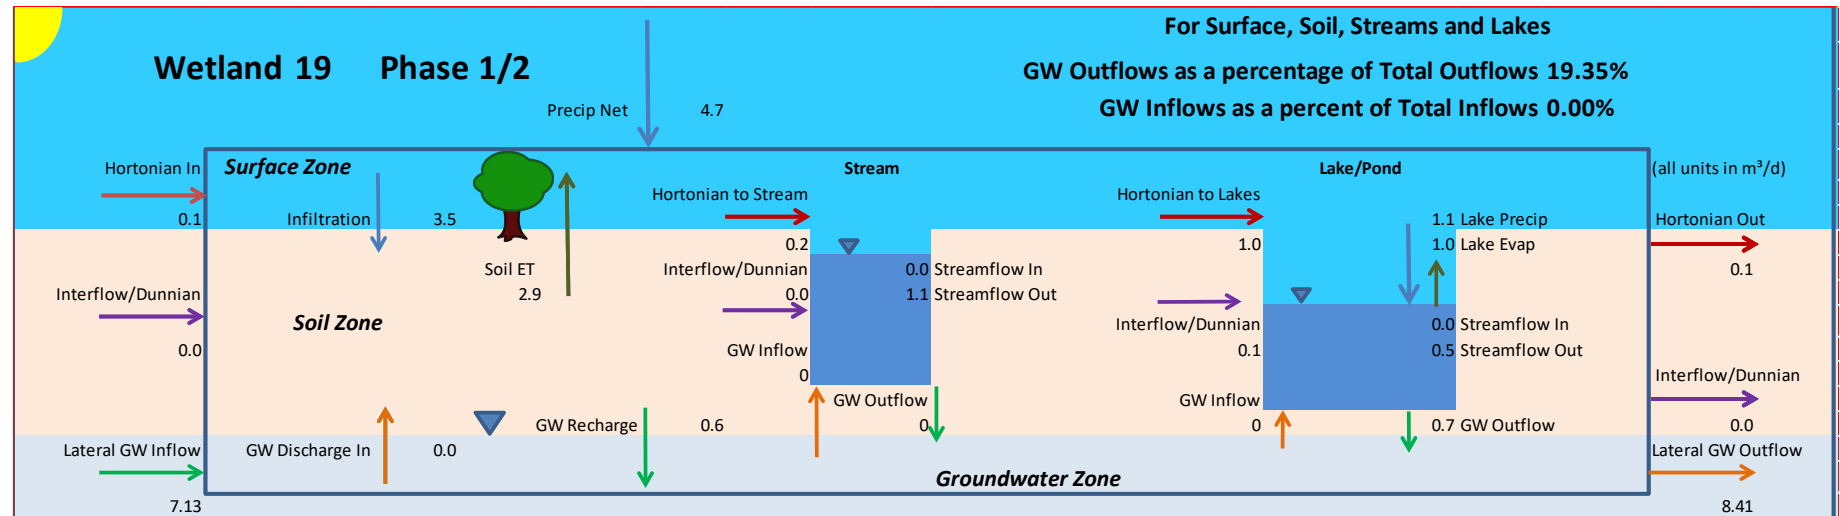 For Surface, Soil, Streams and Lakes
Wetland 19 Phase 1/2
GW Outflows as a percentage of Total Outflows 19.35%
Precip Net 4.7
GW Inflows as a percent of Total Inflows 0.00%
Hortonian In
Surface Zone
Stream
Lake/Pond
(all units in m³/d)
Hortonian to Stream
Hortonian to Lakes
0.1
Infiltration 3.5
1.1 Lake Precip
Hortonian Out
0.2
1.0
1.0 Lake Evap
Soil ET
Interflow/Dunnian
0.0 Streamflow In
0.1
Interflow/Dunnian
2.9
0.0
1.1 Streamflow Out
Soil Zone
Interflow/Dunnian
0.0 Streamflow In
0.0
GW Inflow
0.1
0.5 Streamflow Out
0
Interflow/Dunnian
GW Outflow
GW Inflow
GW Recharge 0.6
0
0
0.7 GW Outflow
0.0
Lateral GW Inflow
GW Discharge In 0.0
Lateral GW Outflow
Groundwater Zone
7.13
8.41